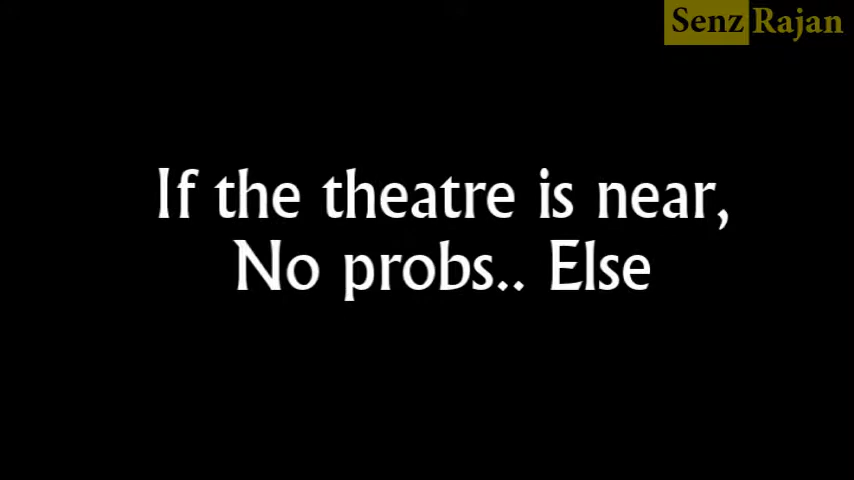 Senz Rajan
If the theatre is near,
No probs.. Else